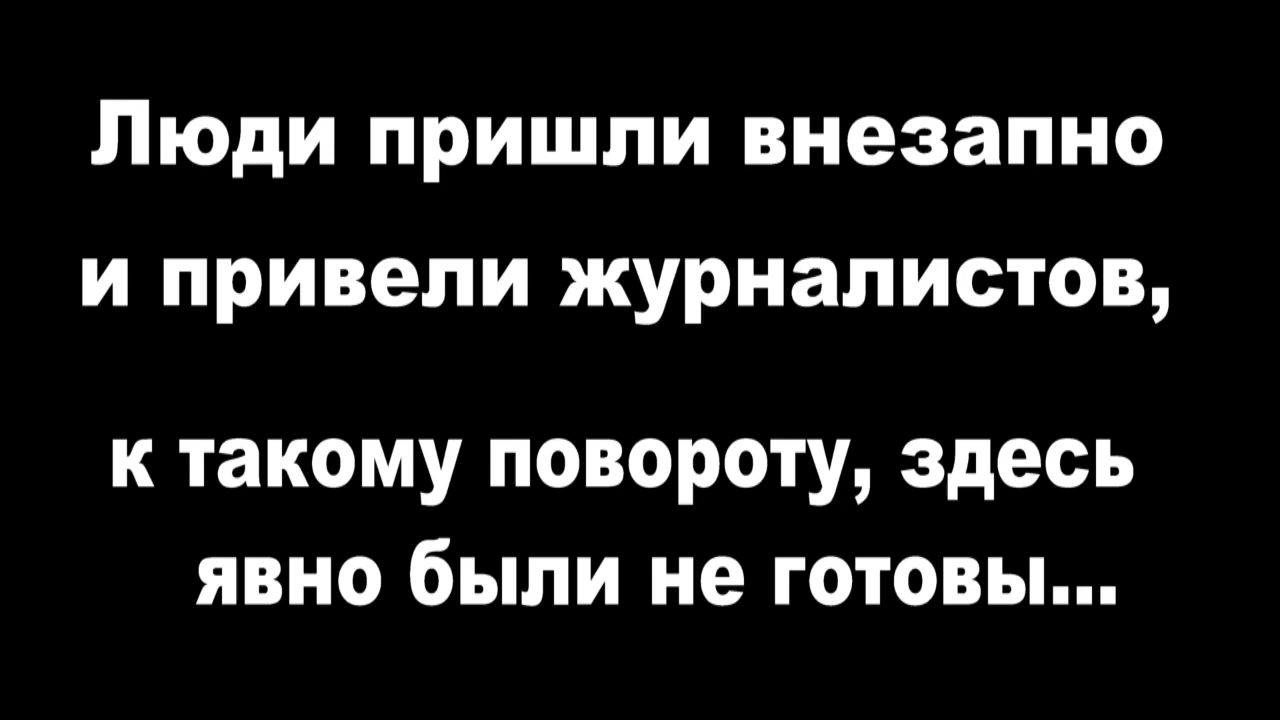 Люди пришли внезапно
и привели журналистов,
к такому повороту, здесь
явно были не готовы...